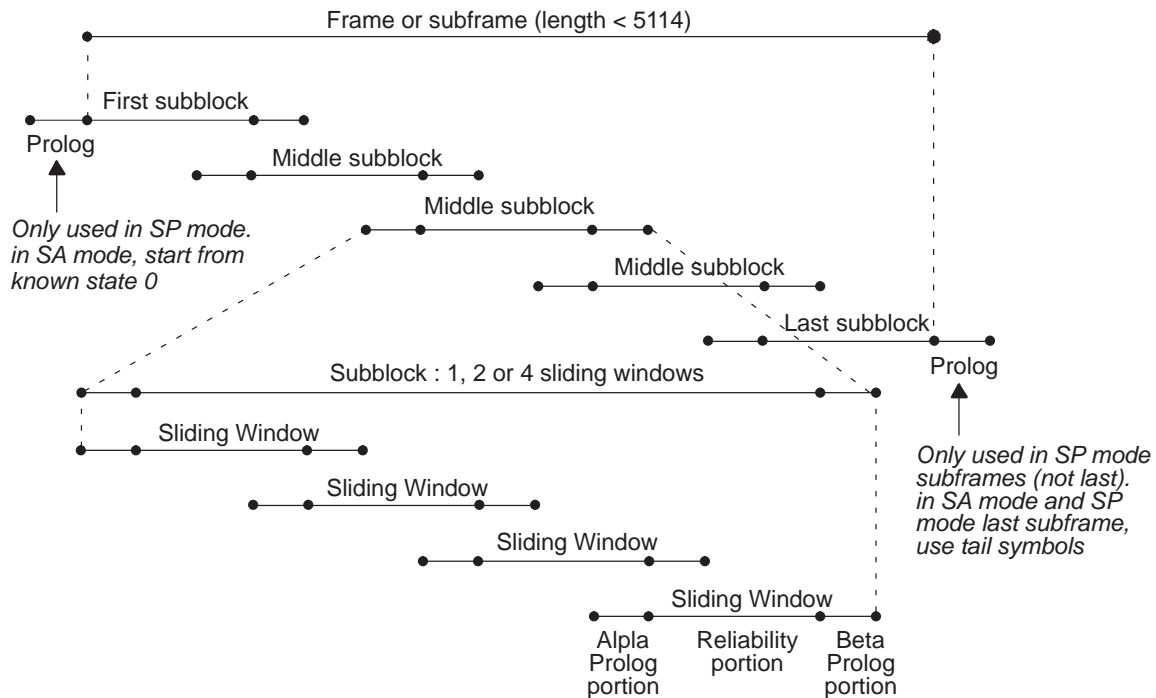 Frame or subframe (length < 5114)
First subblock
Prolog
Middle subblock
Only used in SP mode.
in SA mode, start from
known state 0
Middle subblock
Middle subblock
Last subblock
Prolog
Subblock : 1, 2 or 4 sliding windows
Sliding Window
Only used in SP mode
subframes (not last).
in SA mode and SP
mode last subframe,
use tail symbols
Sliding Window
Sliding Window
Sliding Window
Alpla
Prolog
portion
Reliability
portion
Beta
Prolog
portion